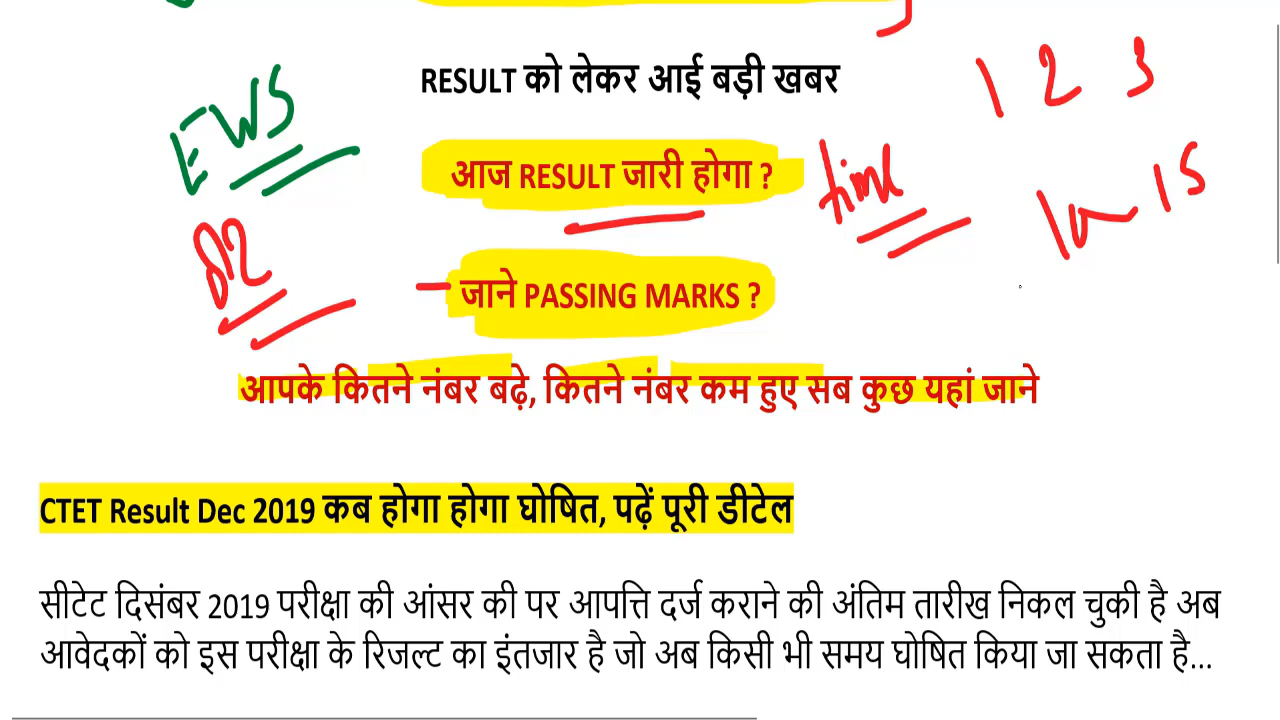 RESULT को लेकर आई बड़ी खबर
1 2 3
EWS
आज RESULT जारी होगा ?
time
15
82
जाने PASSING MARKS ?
आपके कितने नंबर बढ़े, कितने नंबर कम हुए सब कुछ यहां जाने
CTET Result Dec 2019 कब होगा होगा घोषित, पढ़ें पूरी डीटेल
सीटेट दिसंबर 2019 परीक्षा की आंसर की पर आपत्ति दर्ज कराने की अंतिम तारीख निकल चुकी है अब
आवेदकों को इस परीक्षा के रिजल्ट का इंतजार है जो अब किसी भी समय घोषित किया जा सकता है...